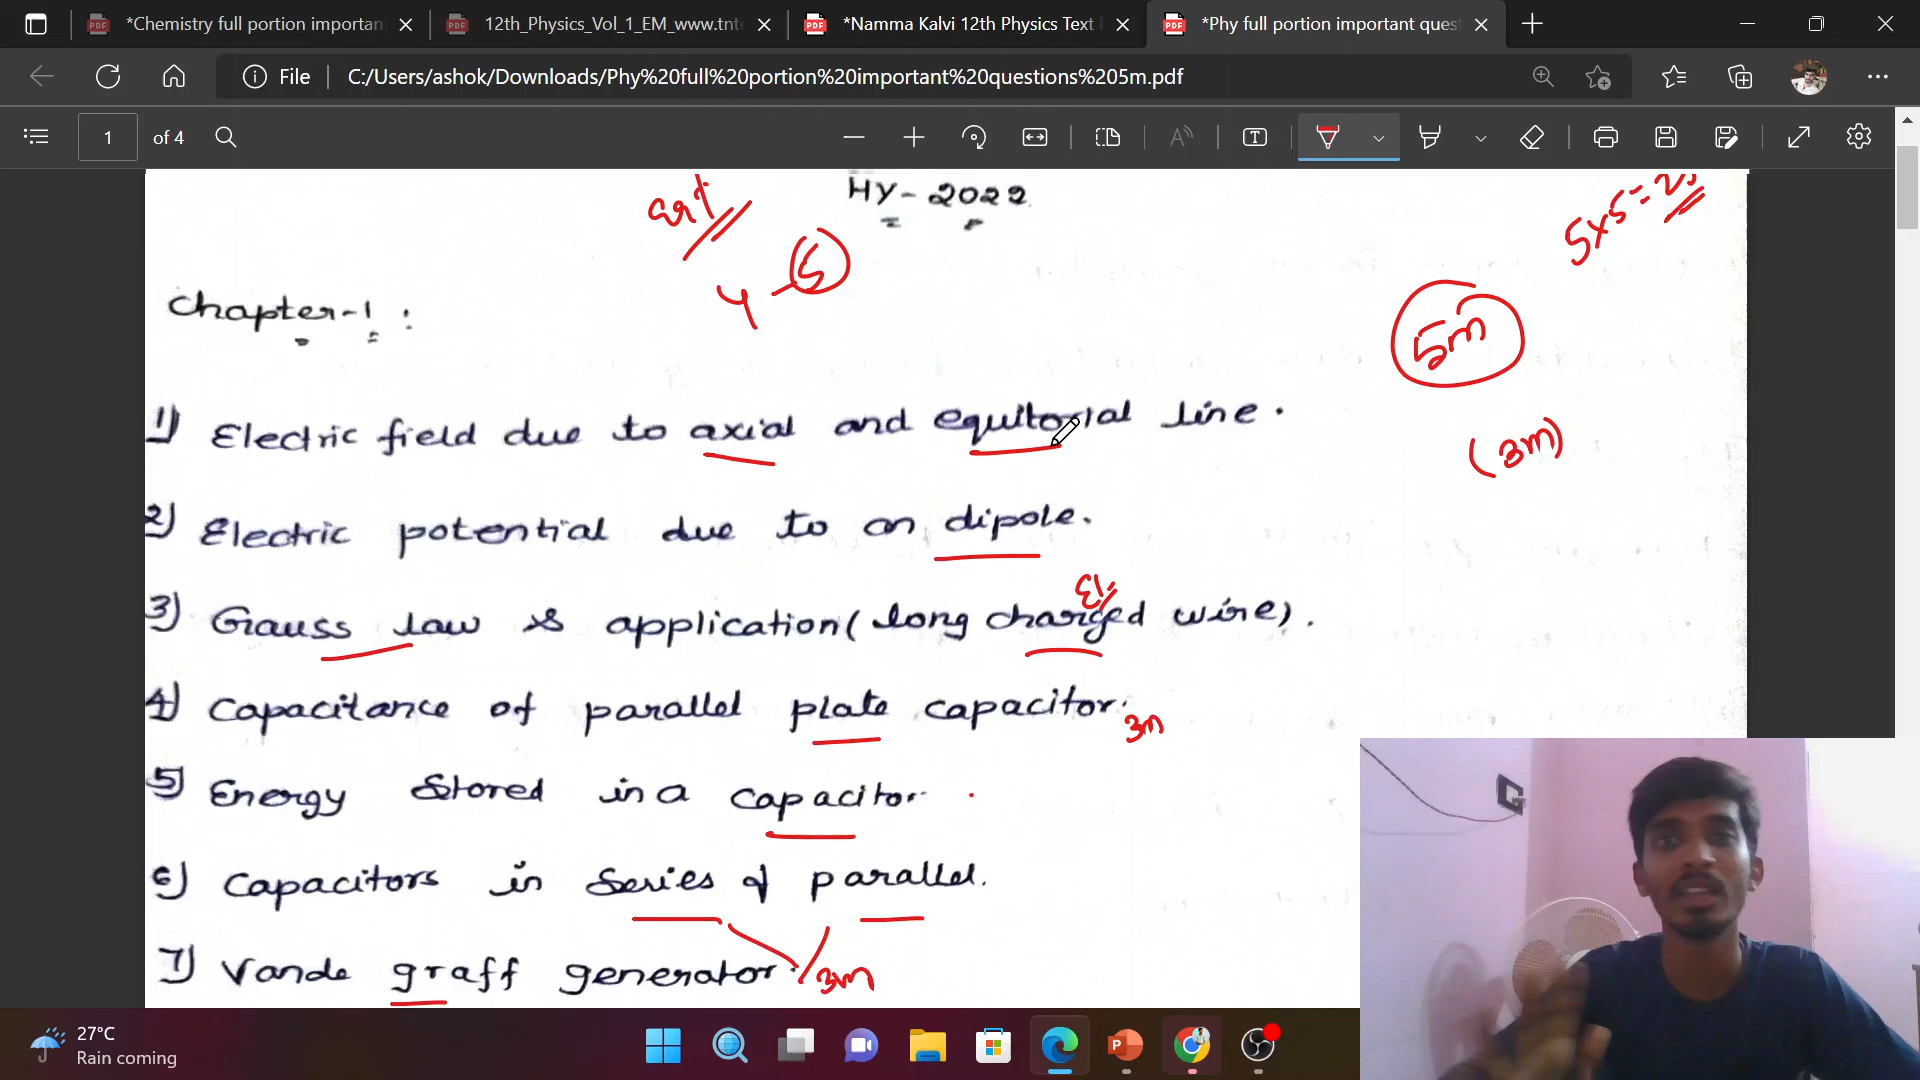 *Chemistry full portion importan
12th_Physics_Vol_1_EM_www.tnt
*Namma Kalvi 12th Physics Text
*Phy full portion important ques
File
C:/Users/ashok/Downloads/Phy%20full%20portion%20important%20questions%205m.pdf
1 of 4
HY - 2022
5x5=25
4 - 5
Chapter-1 :
5m
1) Electric field due to axial and equitorial line.
(3m)
2) Electric potential due to an dipole.
3) Gauss law & application (long charged wire).
4) Capacitance of parallel plate capacitor.
3m
5) Energy Stored in a capacitor.
6) Capacitors in Series & parallel.
7) Vande graff generator.
3m
27°C
Rain coming